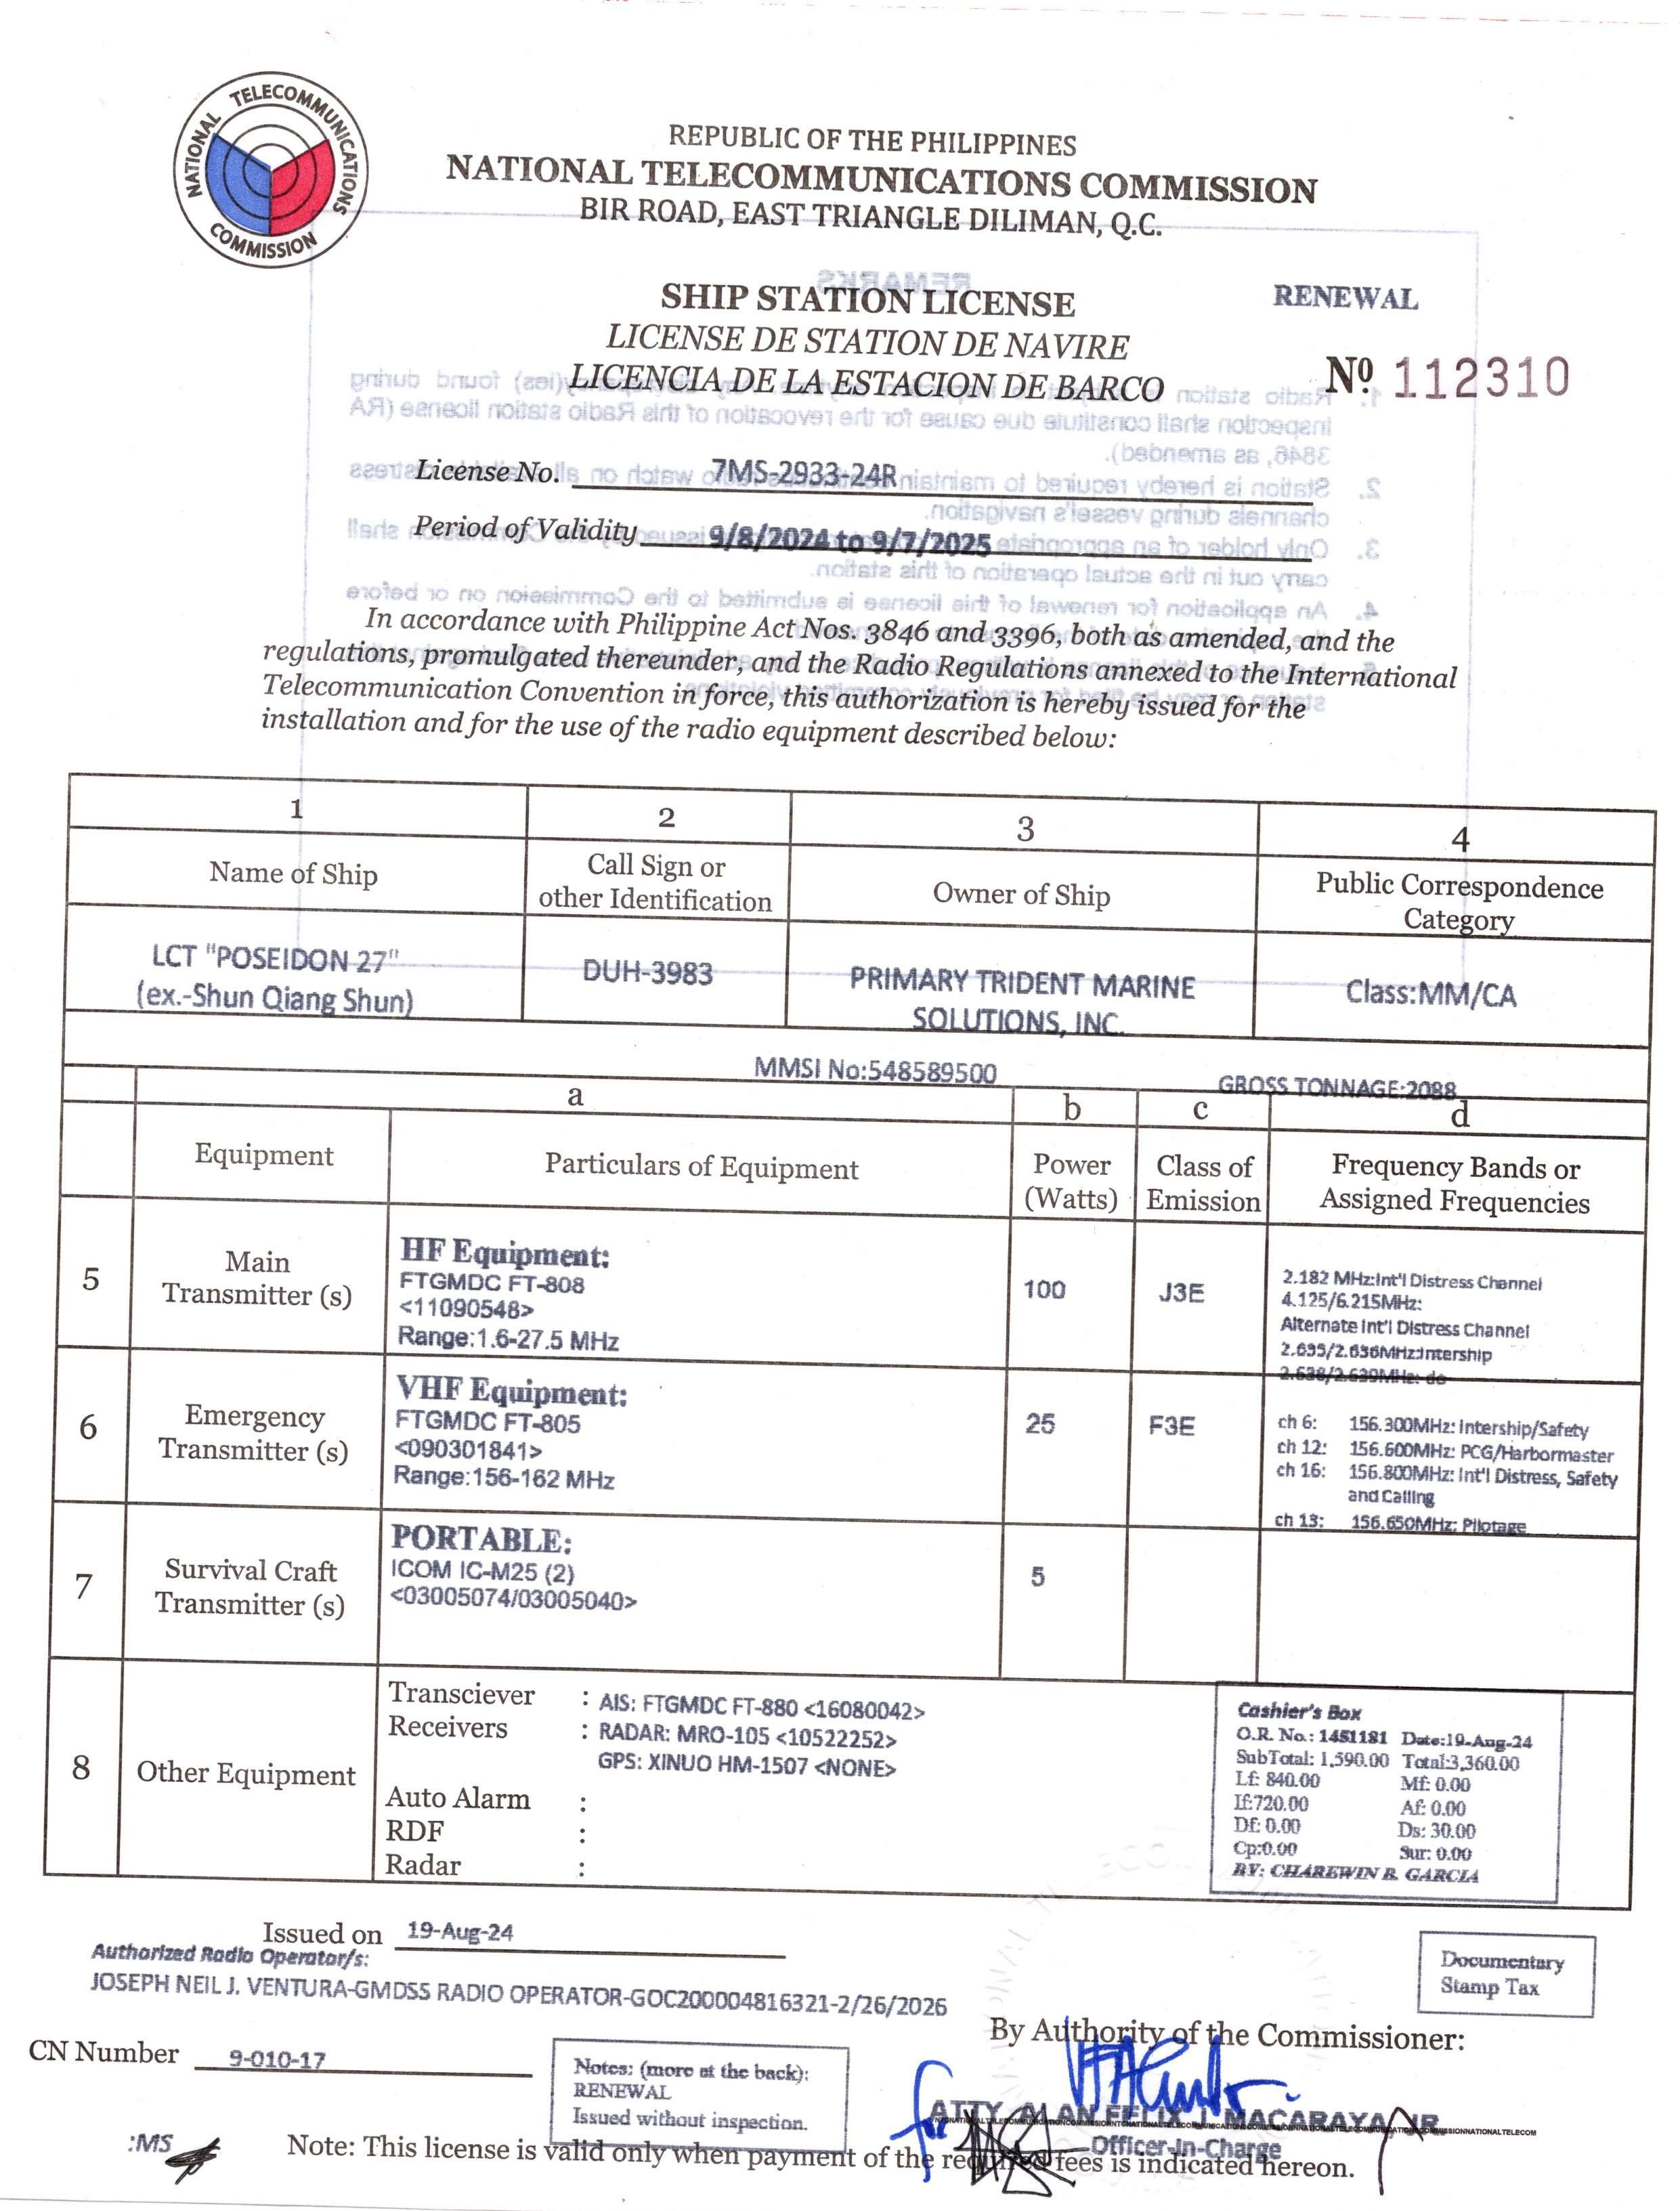 NATIONAL TELECOMMUNICATIONS COMMISSION
REPUBLIC OF THE PHILIPPINES
NATIONAL TELECOMMUNICATIONS COMMISSION
BIR ROAD, EAST TRIANGLE DILIMAN, Q.C.
REMARKS
SHIP STATION LICENSE
RENEWAL
LICENSE DE STATION DE NAVIRE
LICENCIA DE LA ESTACION DE BARCO
Nº 112310
License No. 7MS-2933-24R
Period of Validity 9/8/2024 to 9/7/2025
In accordance with Philippine Act Nos. 3846 and 3396, both as amended, and the
regulations, promulgated thereunder, and the Radio Regulations annexed to the International
Telecommunication Convention in force, this authorization is hereby issued for the
installation and for the use of the radio equipment described below:
1 2 3 4
Name of Ship
Call Sign or
other Identification
Owner of Ship
Public Correspondence
Category
LCT "POSEIDON 27"
(ex.-Shun Qiang Shun)
DUH-3983
PRIMARY TRIDENT MARINE
SOLUTIONS, INC.
Class:MM/CA
MMSI No:548589500
GROSS TONNAGE:2088
a b c d
Equipment
Particulars of Equipment
Power
(Watts)
Class of
Emission
Frequency Bands or
Assigned Frequencies
5
Main
Transmitter (s)
HF Equipment:
FTGMDC FT-808
<11090548>
Range:1.6-27.5 MHz
100
J3E
2.182 MHz:Int'l Distress Channel
4.125/6.215MHz:
Alternate Int'l Distress Channel
2.635/2.636MHz:Intership
2.638/2.639MHz: do
6
Emergency
Transmitter (s)
VHF Equipment:
FTGMDC FT-805
<090301841>
Range:156-162 MHz
25
F3E
ch 6: 156.300MHz: Intership/Safety
ch 12: 156.600MHz: PCG/Harbormaster
ch 16: 156.800MHz: Int'l Distress, Safety
and Calling
ch 13: 156.650MHz: Pilotage
7
Survival Craft
Transmitter (s)
PORTABLE:
ICOM IC-M25 (2)
<03005074/03005040>
5
8
Other Equipment
Transciever : AIS: FTGMDC FT-880 <16080042>
Receivers : RADAR: MRO-105 <10522252>
GPS: XINUO HM-1507 <NONE>
Auto Alarm :
RDF :
Radar :
Cashier's Box
O.R. No.: 1451181 Date:19-Aug-24
SubTotal: 1,590.00 Total:3,360.00
Lf: 840.00 Mf: 0.00
If:720.00 Af: 0.00
Df: 0.00 Ds: 30.00
Cp:0.00 Sur: 0.00
BY: CHAREWIN R. GARCIA
Issued on 19-Aug-24
Authorized Radio Operator/s:
JOSEPH NEIL J. VENTURA-GMDSS RADIO OPERATOR-GOC200004816321-2/26/2026
Documentary
Stamp Tax
By Authority of the Commissioner:
CN Number 9-010-17
Notes: (more at the back):
RENEWAL
Issued without inspection.
for
ATTY. ALAN FELIX MACARAYA, JR
Officer-In-Charge
:MS
Note: This license is valid only when payment of the required fees is indicated hereon.